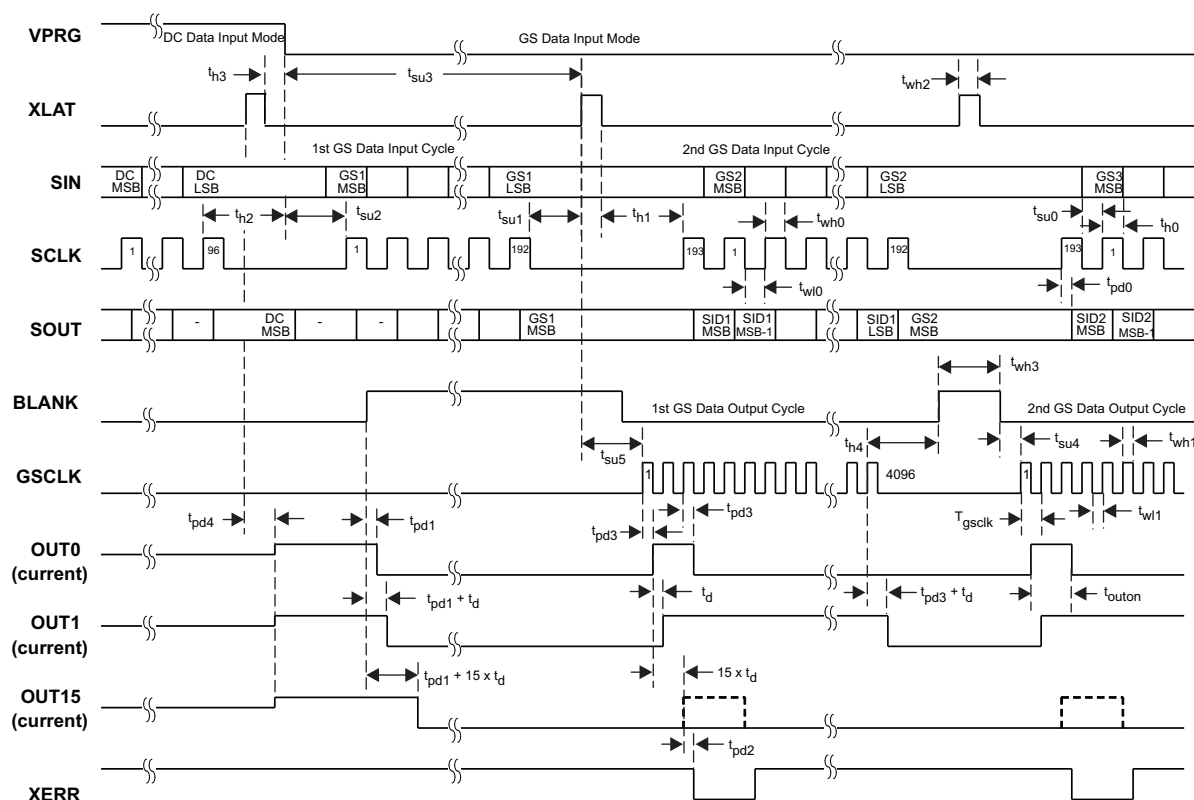 VPRG
DC Data Input Mode
GS Data Input Mode
th3
tsu3
twh2
XLAT
1st GS Data Input Cycle
2nd GS Data Input Cycle
SIN
DC MSB
DC LSB
GS1 MSB
GS1 LSB
GS2 MSB
GS2 LSB
GS3 MSB
th2
tsu2
tsu1
th1
twh0
tsu0
th0
SCLK
1
96
1
192
193
1
192
193
1
twl0
tpd0
SOUT
-
DC MSB
-
-
GS1 MSB
SID1 MSB
SID1 MSB-1
SID1 LSB
GS2 MSB
SID2 MSB
SID2 MSB-1
twh3
BLANK
1st GS Data Output Cycle
2nd GS Data Output Cycle
tsu5
th4
tsu4
twh1
GSCLK
1
4096
1
tpd4
tpd1
tpd3
tpd3
Tgsclk
twl1
OUT0
(current)
tpd1 + td
td
tpd3 + td
touton
OUT1
(current)
tpd1 + 15 x td
15 x td
OUT15
(current)
tpd2
XERR